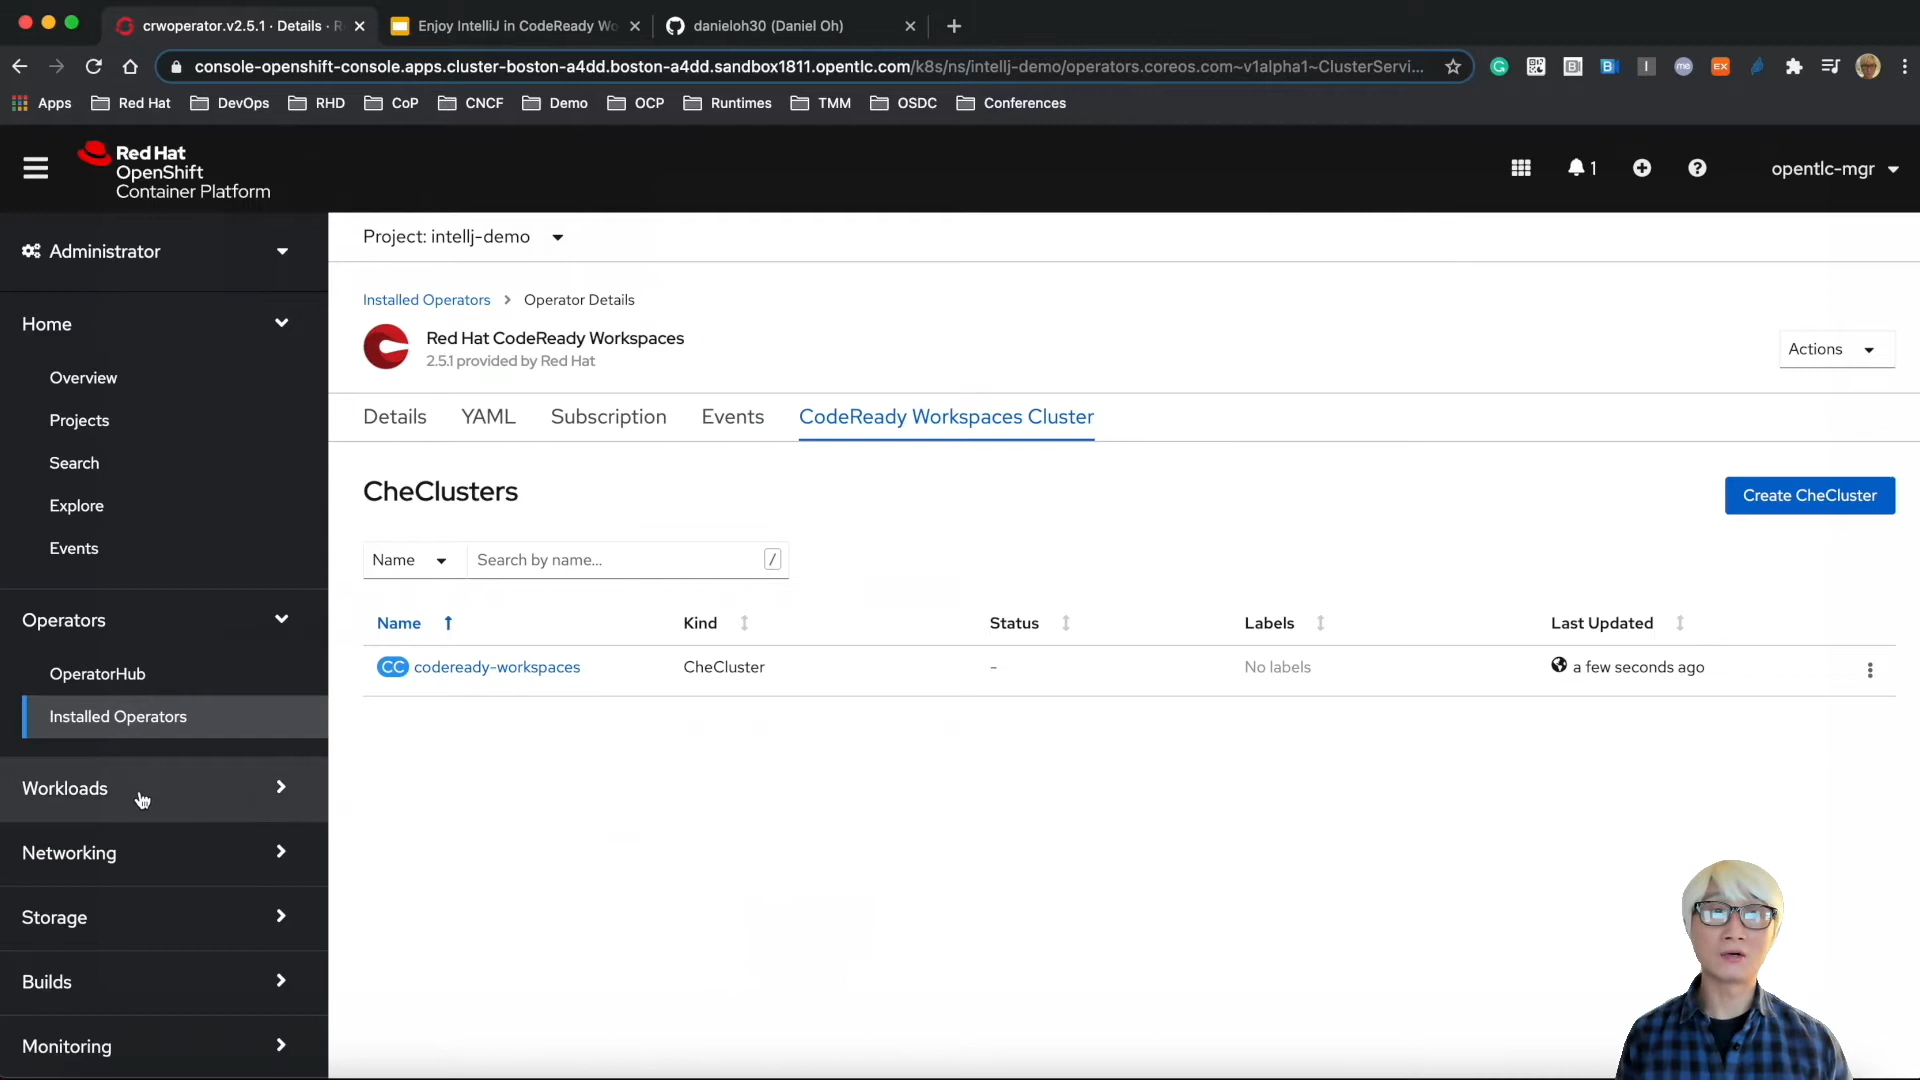 crwoperator.v2.5.1 · Details · R
Enjoy IntelliJ in CodeReady Wo
danieloh30 (Daniel Oh)
console-openshift-console.apps.cluster-boston-a4dd.boston-a4dd.sandbox1811.opentlc.com/k8s/ns/intellj-demo/operators.coreos.com~v1alpha1~ClusterServi...
Apps
Red Hat
DevOps
RHD
CoP
CNCF
Demo
OCP
Runtimes
TMM
OSDC
Conferences
Red Hat
OpenShift
Container Platform
1
opentlc-mgr
Administrator
Home
Overview
Projects
Search
Explore
Events
Operators
OperatorHub
Installed Operators
Workloads
Networking
Storage
Builds
Monitoring
Project: intellj-demo
Installed Operators
Operator Details
Red Hat CodeReady Workspaces
2.5.1 provided by Red Hat
Actions
Details
YAML
Subscription
Events
CodeReady Workspaces Cluster
CheClusters
Create CheCluster
Name
Search by name...
/
Name
Kind
Status
Labels
Last Updated
CC codeready-workspaces
CheCluster
-
No labels
a few seconds ago